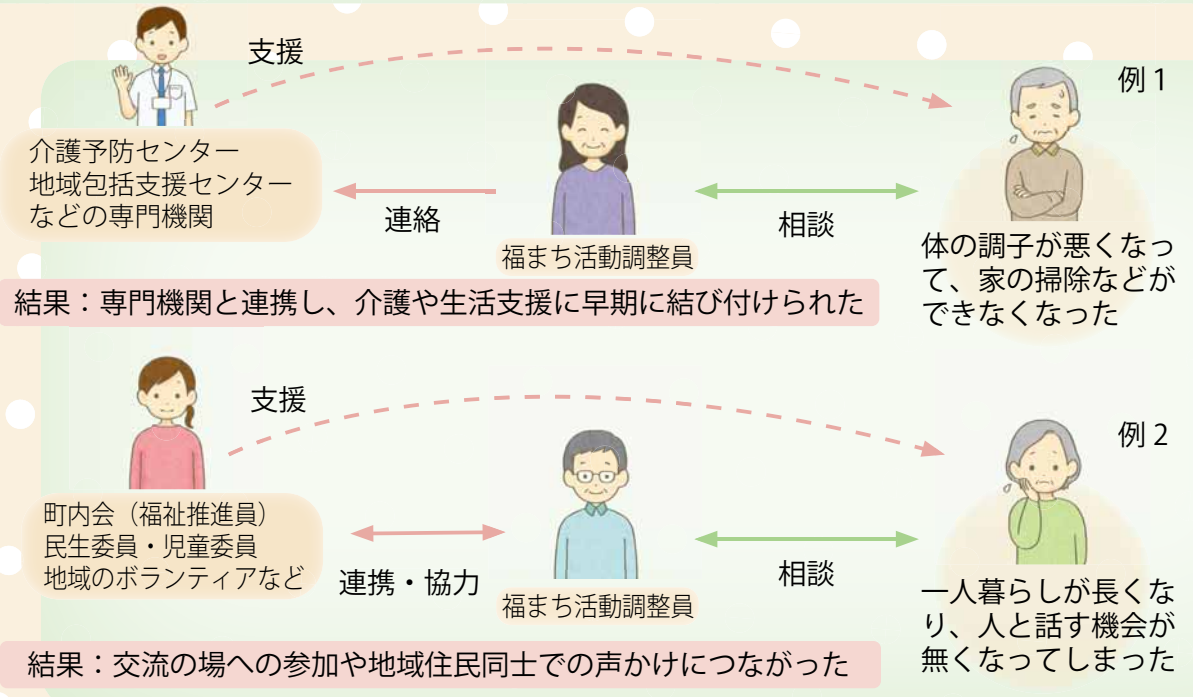 支援
例1
介護予防センター
地域包括支援センター
などの専門機関
連絡
相談
福まち活動調整員
体の調子が悪くなっ
て、家の掃除などが
できなくなった
結果：専門機関と連携し、介護や生活支援に早期に結び付けられた
支援
例2
町内会（福祉推進員）
民生委員・児童委員
地域のボランティアなど
連携・協力
相談
福まち活動調整員
一人暮らしが長くな
り、人と話す機会が
無くなってしまった
結果：交流の場への参加や地域住民同士での声かけにつながった